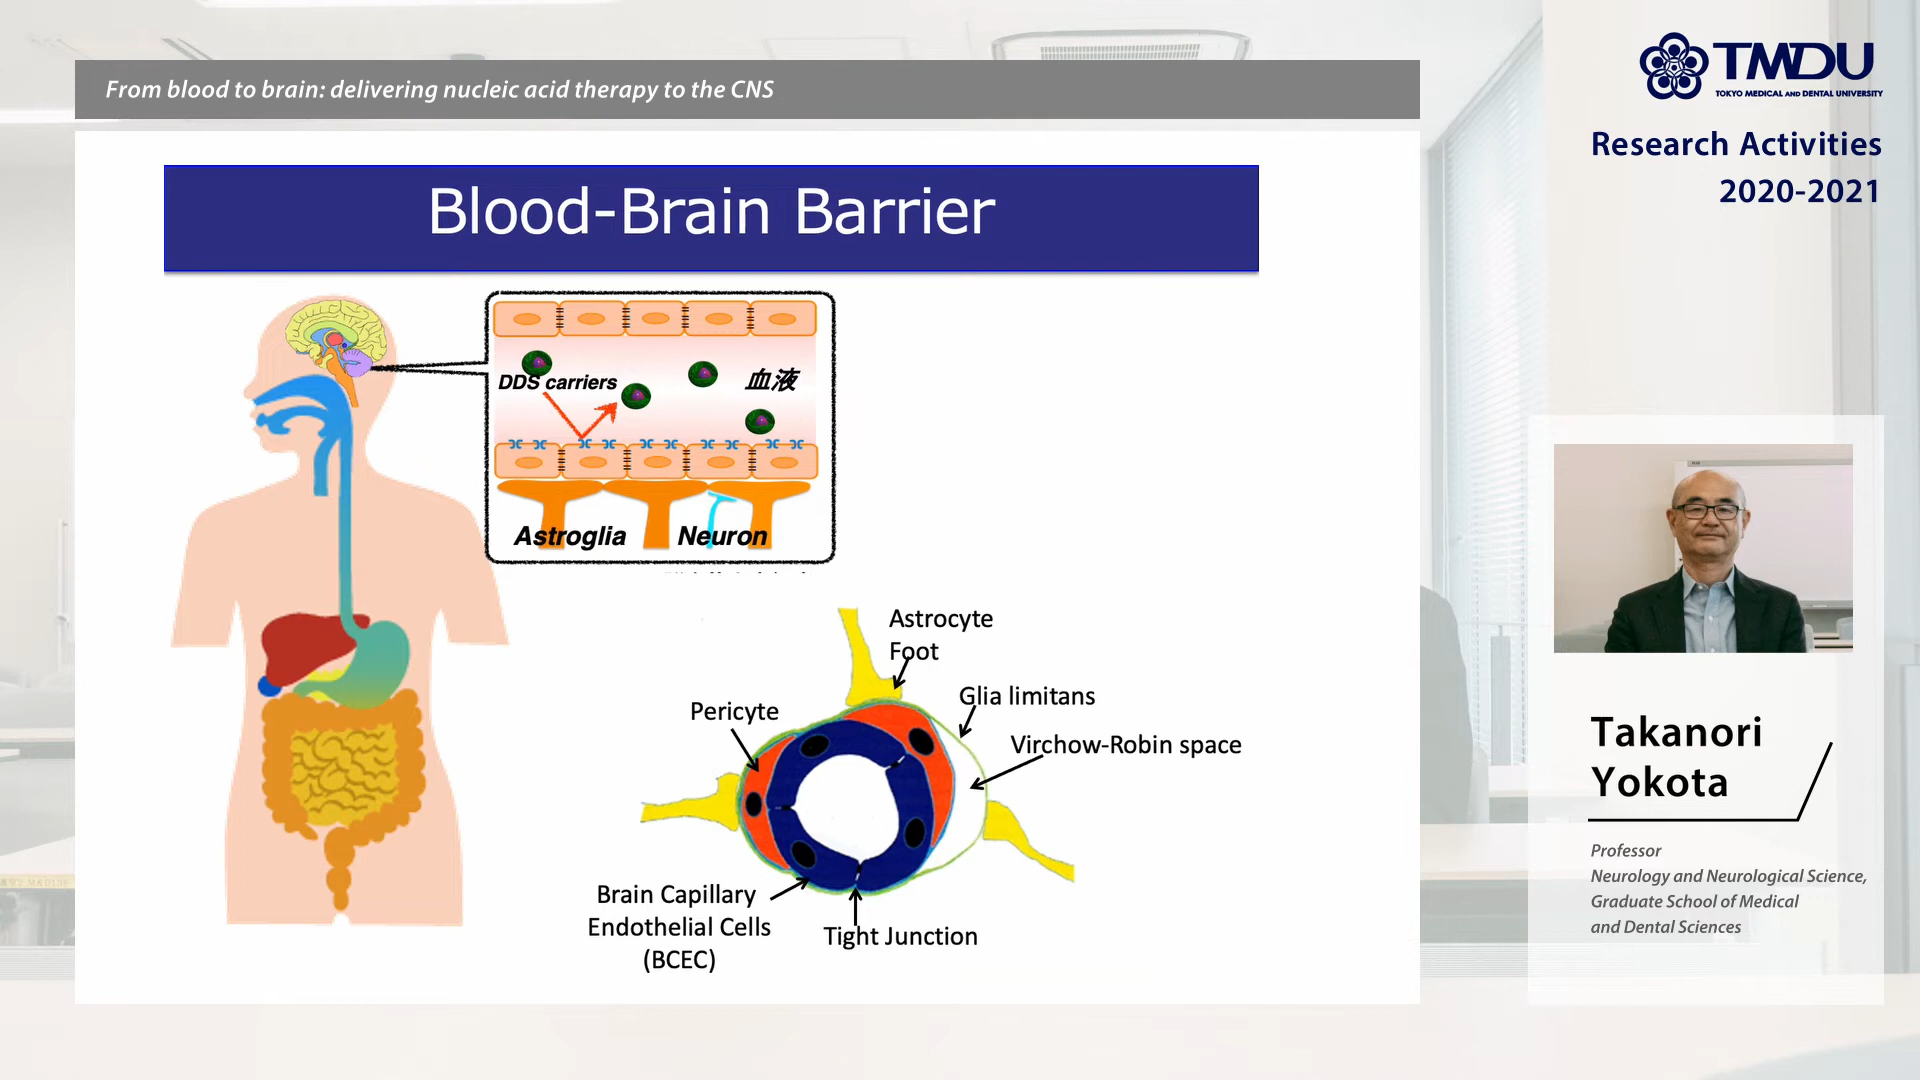 From blood to brain: delivering nucleic acid therapy to the CNS
TMDU
TOKYO MEDICAL AND DENTAL UNIVERSITY
Research Activities
2020-2021
Blood-Brain Barrier
DDS carriers
血液
Astroglia
Neuron
Astrocyte
Foot
Glia limitans
Pericyte
Virchow-Robin space
Brain Capillary
Endothelial Cells
(BCEC)
Tight Junction
Takanori
Yokota
Professor
Neurology and Neurological Science,
Graduate School of Medical
and Dental Sciences